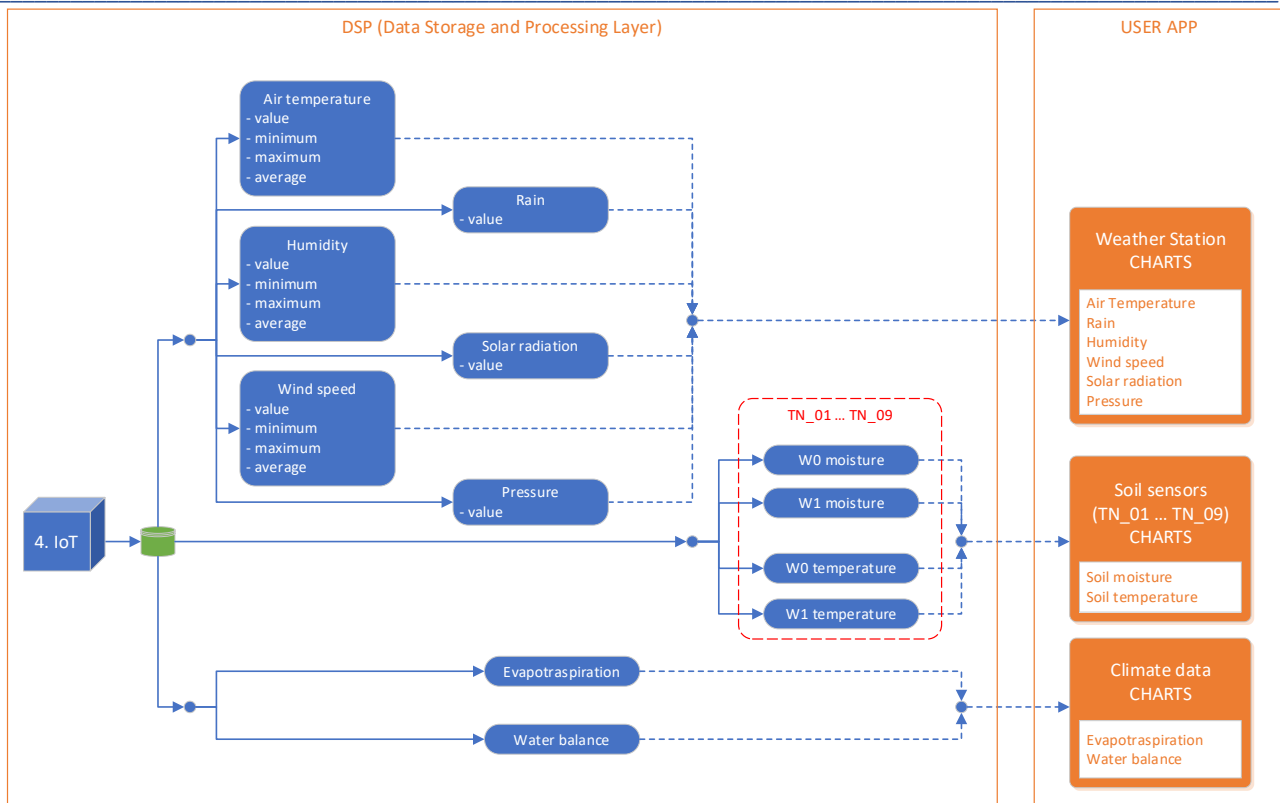 DSP (Data Storage and Processing Layer)
USER APP
Air temperature
- value
- minimum
- maximum
- average
Rain
- value
Humidity
- value
- minimum
- maximum
- average
Solar radiation
- value
Wind speed
- value
- minimum
- maximum
- average
Pressure
- value
4. IoT
TN_01 ... TN_09
W0 moisture
W1 moisture
W0 temperature
W1 temperature
Evapotraspiration
Water balance
Weather Station
CHARTS
Air Temperature
Rain
Humidity
Wind speed
Solar radiation
Pressure
Soil sensors
(TN_01 ... TN_09)
CHARTS
Soil moisture
Soil temperature
Climate data
CHARTS
Evapotraspiration
Water balance